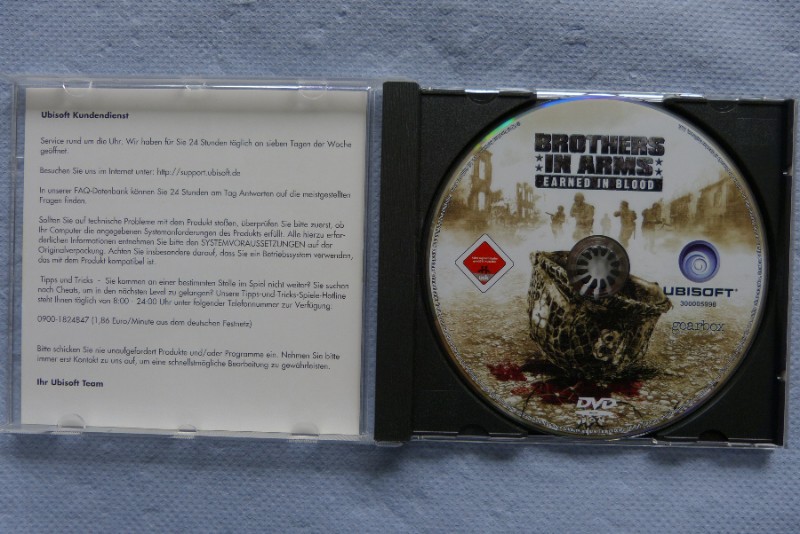 Ubisoft Kundendienst
Service rund um die Uhr. Wir haben für Sie 24 Stunden täglich an sieben Tagen der Woche
geöffnet.
Besuchen Sie uns im Internet unter: http://support.ubisoft.de
In unserer FAQ-Datenbank können Sie 24 Stunden am Tag Antworten auf die meistgestellten
Fragen finden.
Sollten Sie auf technische Probleme mit dem Produkt stoßen, überprüfen Sie bitte zuerst, ob
Ihr Computer die angegebenen Systemanforderungen des Produkts erfüllt. Alle hierzu erfor-
derlichen Informationen entnehmen Sie bitte den SYSTEMVORAUSSETZUNGEN auf der
Originalverpackung. Achten Sie insbesondere darauf, dass Sie ein Betriebssystem verwenden,
das mit dem Produkt kompatibel ist.
Tipps und Tricks - Sie kommen an einer bestimmten Stelle im Spiel nicht weiter? Sie suchen
nach Cheats, um in den nächsten Level zu gelangen? Unsere Tipps-und-Tricks-Spiele-Hotline
steht Ihnen täglich von 8:00 - 24:00 Uhr unter folgender Telefonnummer zur Verfügung:
0900-1824847 (1,86 Euro/Minute aus dem deutschen Festnetz)
Bitte schicken Sie nie unaufgefordert Produkte und/oder Programme ein. Nehmen Sie bitte
immer erst Kontakt zu uns auf, um eine schnellstmögliche Bearbeitung zu gewährleisten.
Ihr Ubisoft Team
BROTHERS
IN ARMS
EARNED IN BLOOD
UBISOFT
gearbox
DVD